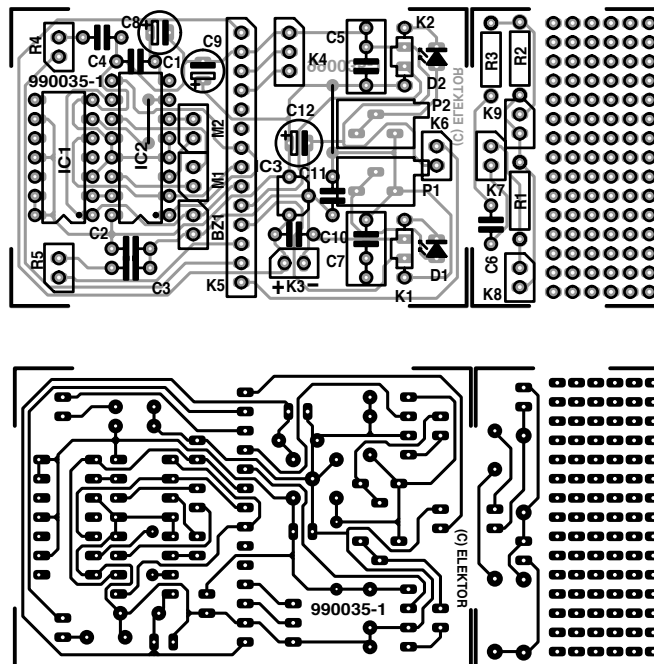 C8
K2
R4
C9
C5
K4
R3
R2
C4
C1
990035-1
D2
P2
C12
K9
K6
(C) ELEKTOR
M2
IC1
IC2
IC3
C11
P1
K7
M1
R1
C2
BZ1
C10
R5
C7
D1
C6
C3
K5
+ K3 -
K1
K8
(C) ELEKTOR
990035-1